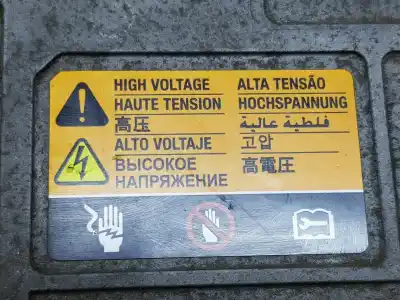 HIGH VOLTAGE
HAUTE TENSION
高压
ALTO VOLTAJE
ВЫСОКОЕ
НАПРЯЖЕНИЕ
ALTA TENSÃO
HOCHSPANNUNG
فلطية عالية
고압
高電圧